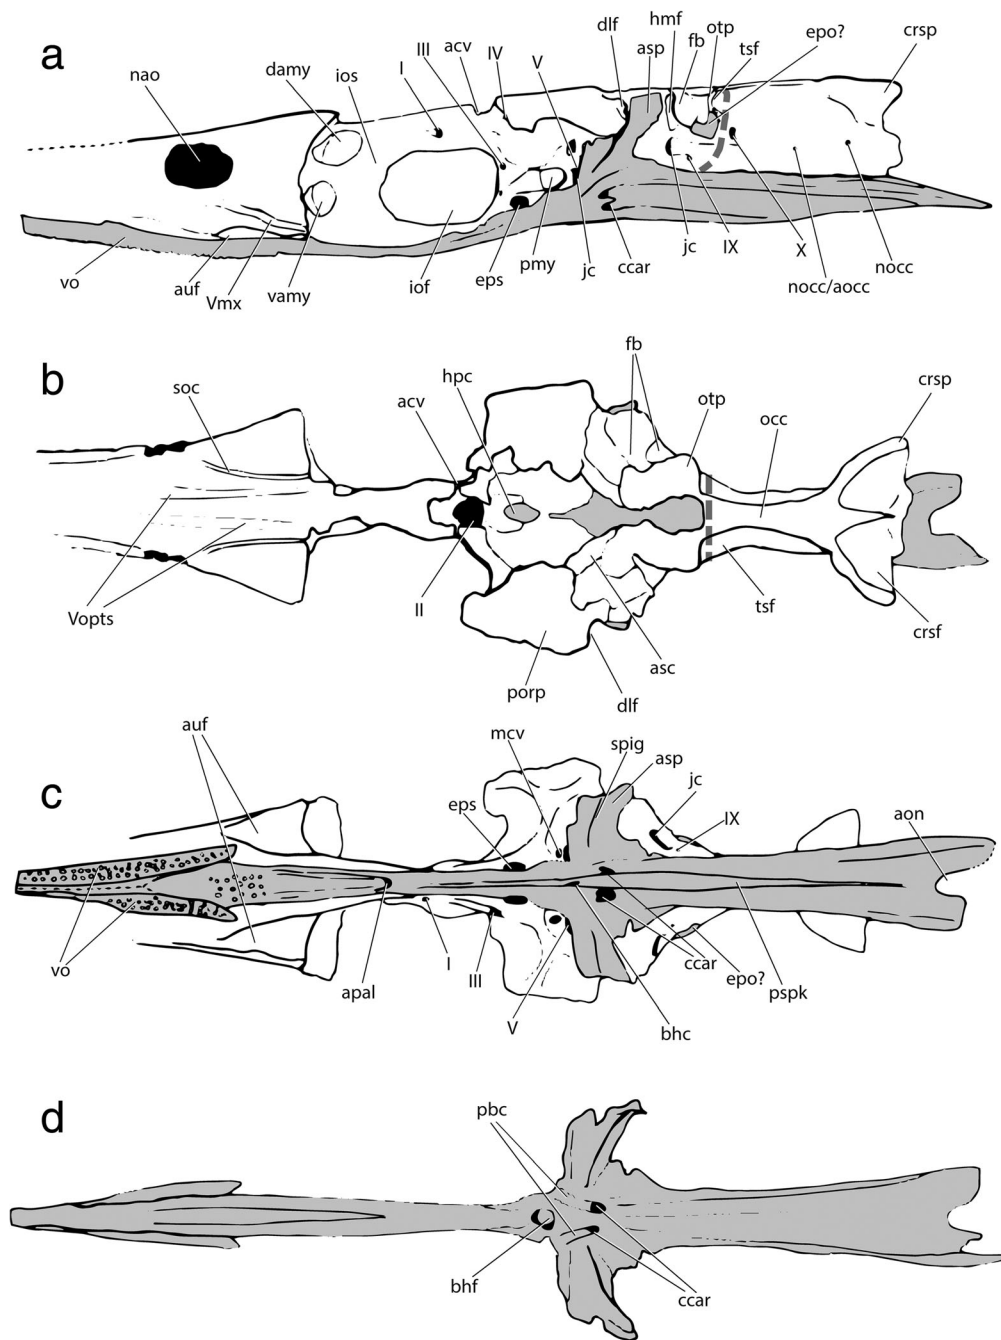 a
nao
damy
ios
I
III
acv
IV
V
dlf
asp
hmf
fb
otp
tsf
epo?
crsp
vo
auf
Vmx
vamy
iof
eps
pmy
jc
ccar
jc
IX
X
nocc/aocc
nocc
b
soc
acv
hpc
fb
otp
occ
crsp
Vopts
II
porp
dlf
asc
tsf
crsf
c
auf
eps
mcv
spig
asp
jc
IX
aon
vo
apal
I
III
V
bhc
ccar
epo?
pspk
d
pbc
bhf
ccar